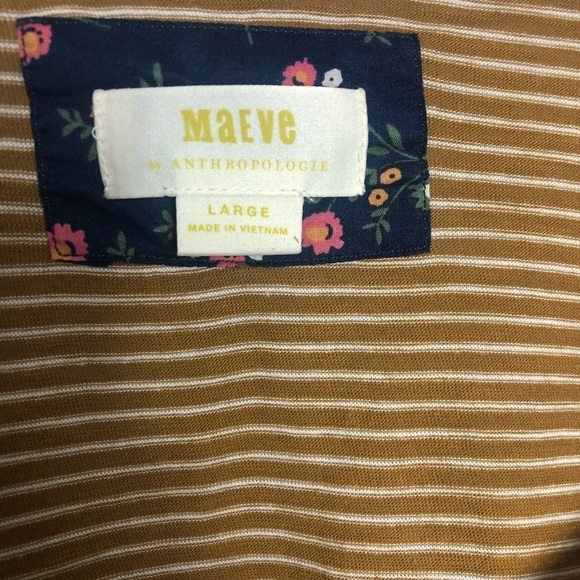 MaEVe
by ANTHROPOLOGIE
LARGE
MADE IN VIETNAM